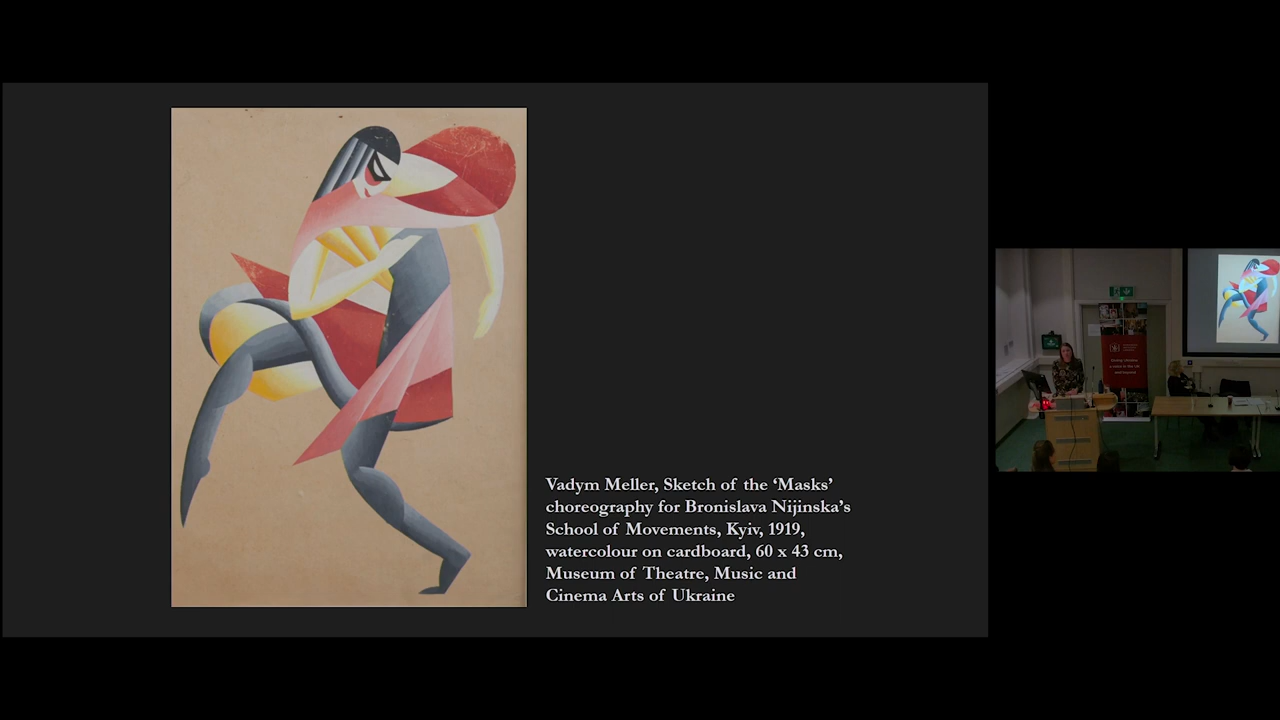 Vadym Meller, Sketch of the ‘Masks’
choreography for Bronislava Nijinska’s
School of Movements, Kyiv, 1919,
watercolour on cardboard, 60 x 43 cm,
Museum of Theatre, Music and
Cinema Arts of Ukraine